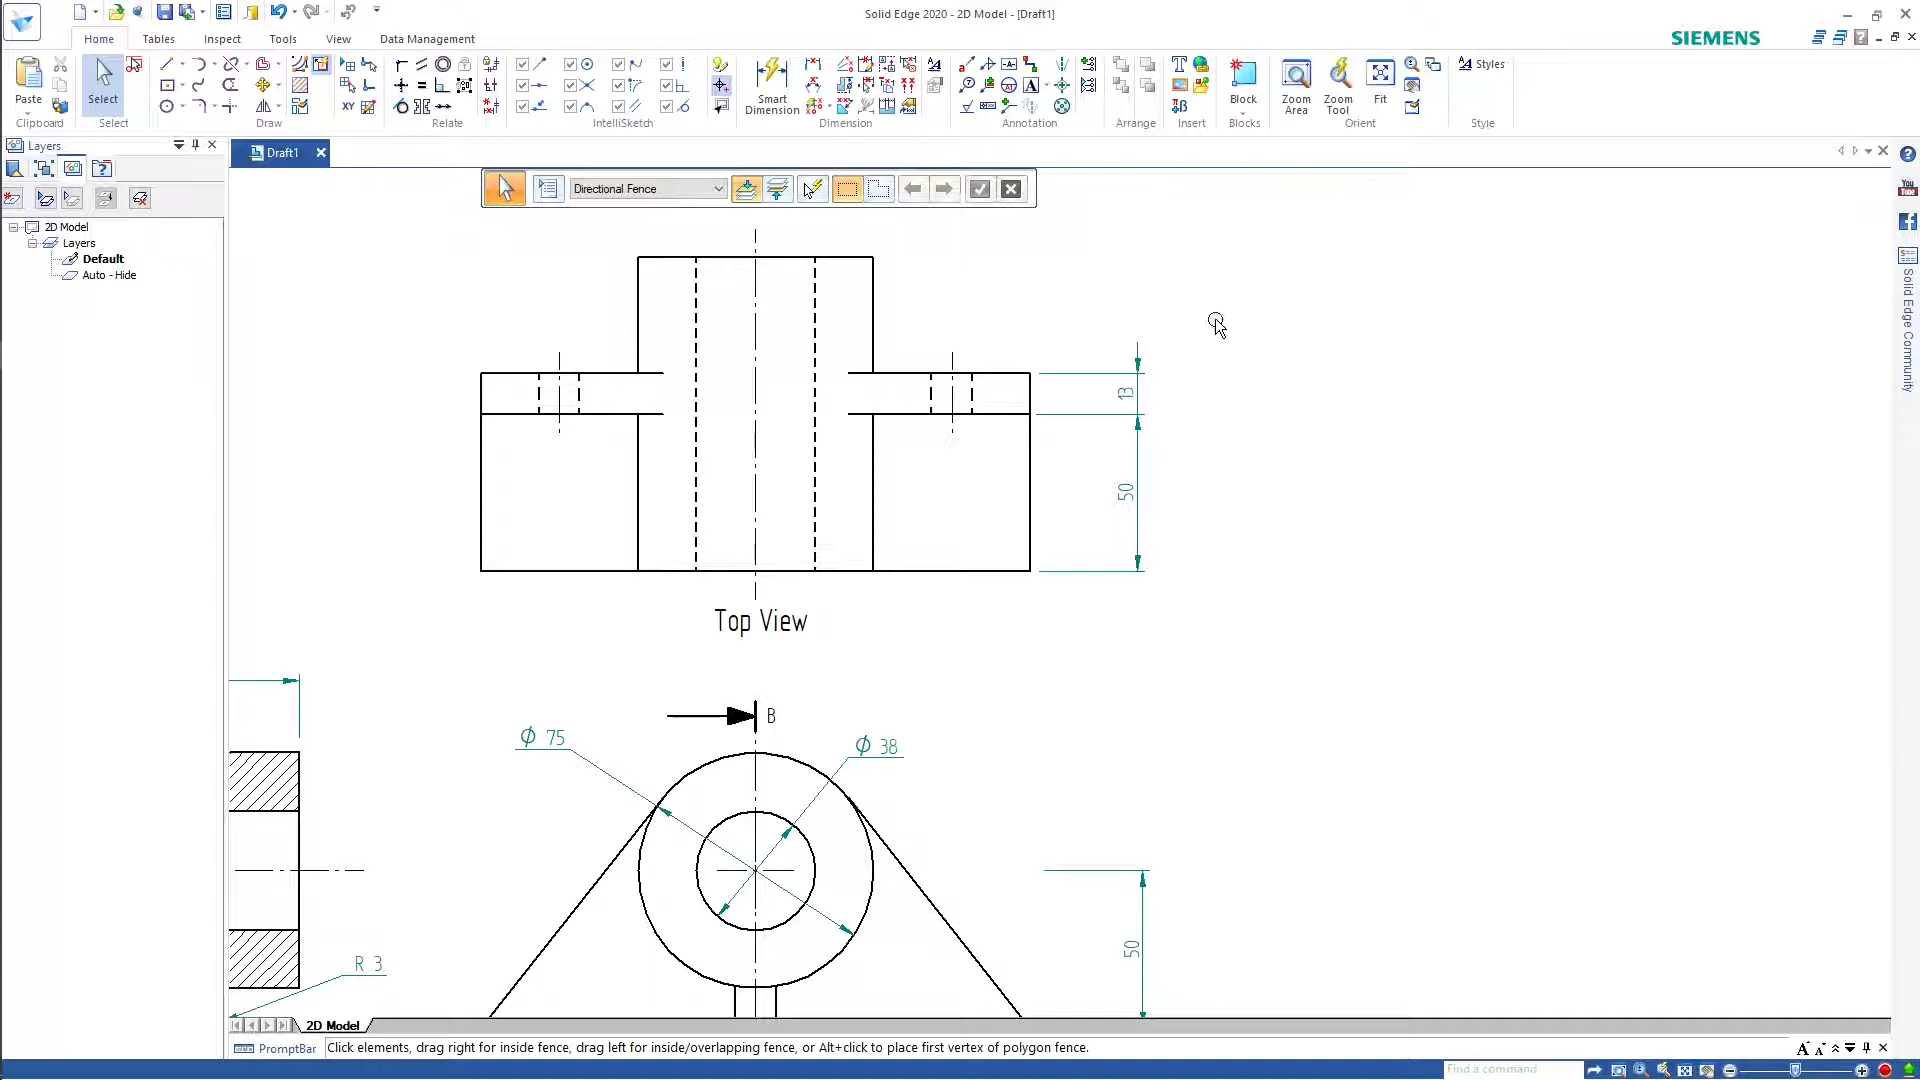 Solid Edge 2020 - 2D Model - [Draft1]
Home Tables Inspect Tools View Data Management
SIEMENS
Paste
Select
Smart
Dimension
Block
Zoom
Area
Zoom
Tool
Fit
Styles
Clipboard Select Draw Relate IntelliSketch Dimension Annotation Arrange Insert Blocks Orient Style
Layers
Draft1
Directional Fence
2D Model
Layers
Default
Auto - Hide
13
50
Top View
B
Φ 75
Φ 38
R 3
50
You
Tube
Solid Edge Community
2D Model
PromptBar
Click elements, drag right for inside fence, drag left for inside/overlapping fence, or Alt+click to place first vertex of polygon fence.
Find a command